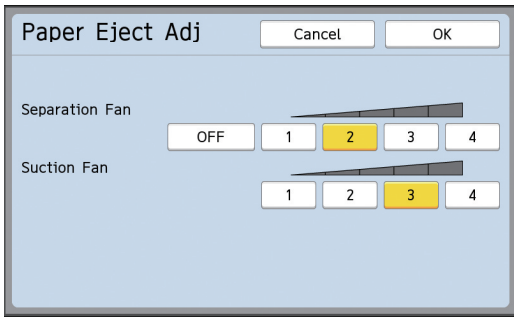 Paper Eject Adj Cancel OK
Separation Fan
OFF 1 2 3 4
Suction Fan
1 2 3 4